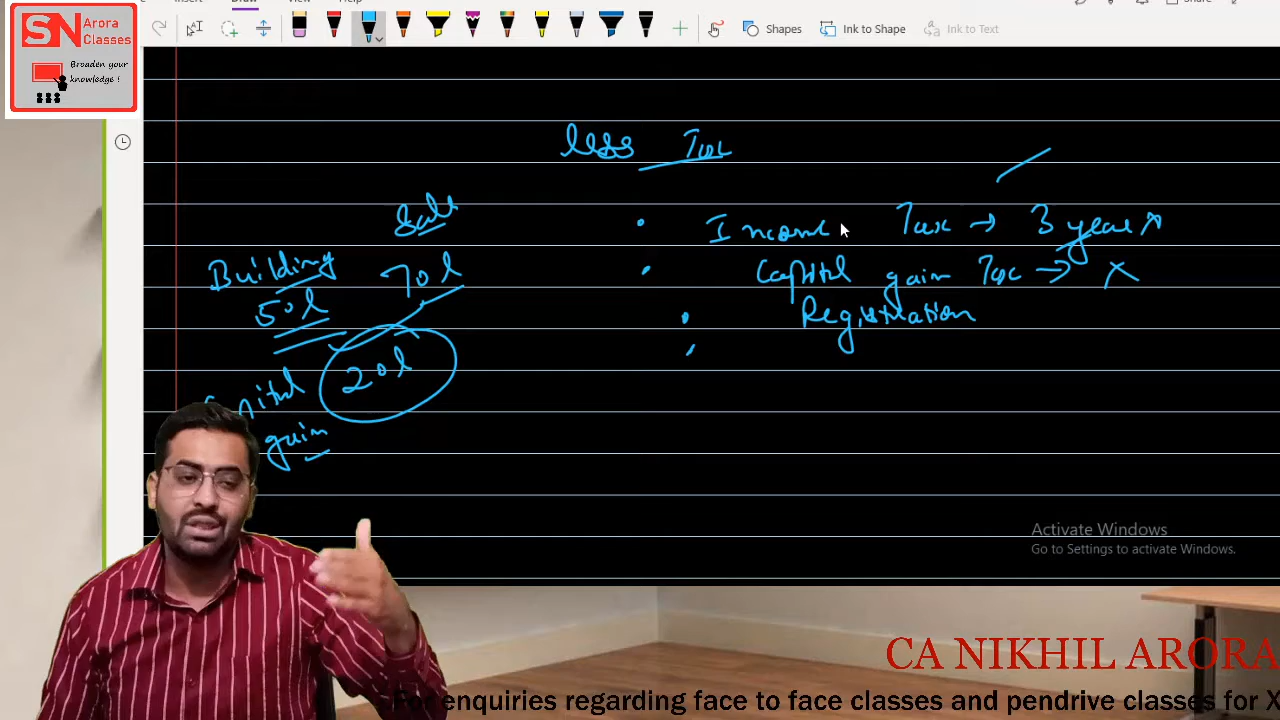 SN Arora Classes
Broaden your knowledge !
Draw
Shapes
Ink to Shape
Ink to Text
less Tax
Sale
Building 70 l
50 l
20 l
Capital gain
• Income Tax → 3 year x
• Capital gain Tax → x
• Registration
•
Activate Windows
Go to Settings to activate Windows.
CA NIKHIL ARORA
For enquiries regarding face to face classes and pendrive classes for X